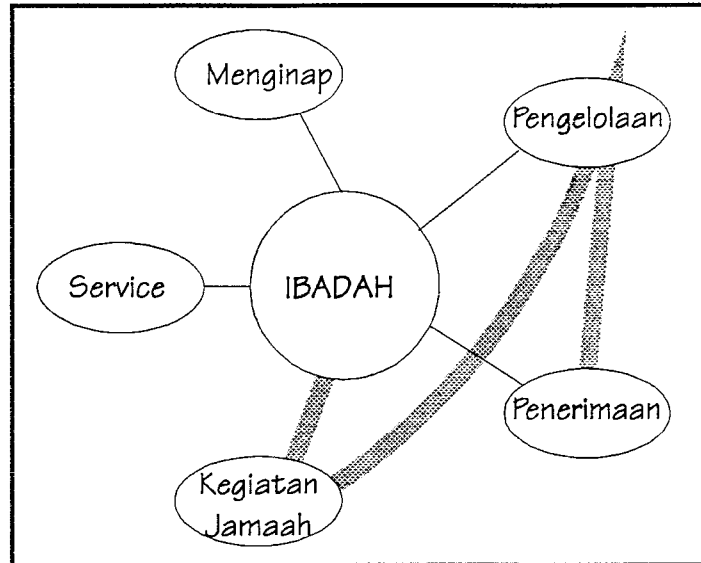 Menginap
Pengelolaan
Service
IBADAH
Penerimaan
Kegiatan
Jamaah